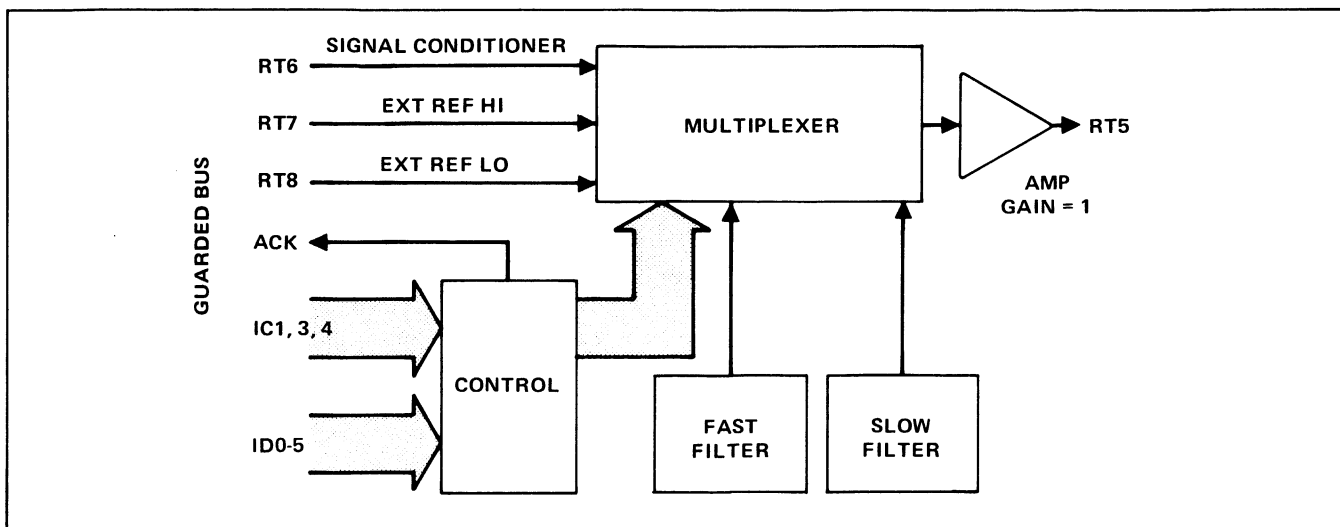 SIGNAL CONDITIONER
RT6
EXT REF HI
RT7
EXT REF LO
RT8
MULTIPLEXER
RT5
AMP
GAIN = 1
GUARDED BUS
ACK
IC1, 3, 4
CONTROL
ID0-5
FAST
FILTER
SLOW
FILTER